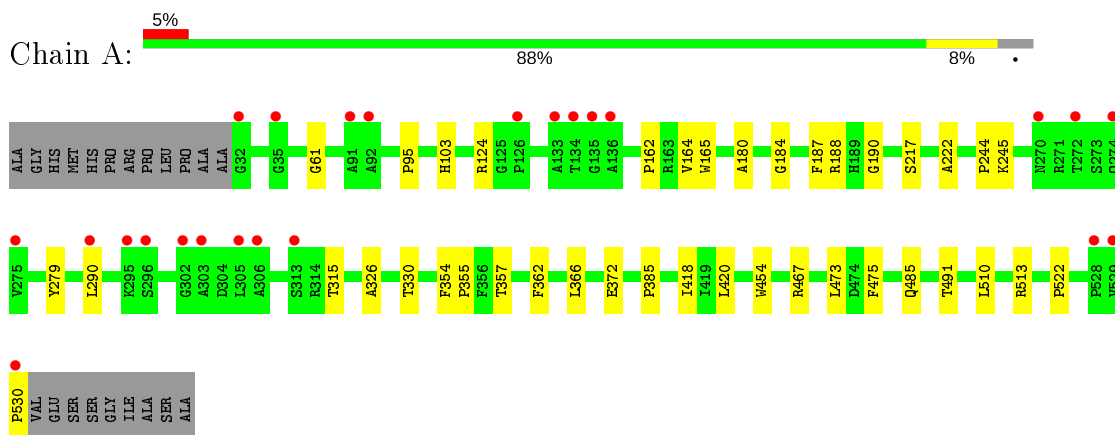 5%
Chain A:
88%
8%
ALA GLY HIS MET HIS PRO ARG PRO PRO LEU PRO ALA ALA G32 G35 G61 A91 A92 P95 H103 R124 G125 P126 A133 T134 G135 A136 P162 R163 V164 W165 A180 G184 F187 R188 H189 G190 S217 A222 P244 K245 N270 R271 T272 S273
V275 Y279 L290 K295 S296 G302 A303 D304 L305 A306 S313 R314 T315 A326 T330 F354 P355 F356 T357 F362 L366 E372 P385 I418 I419 L420 W454 R467 L473 D474 F475 Q485 T491 L510 R513 P522 P528 V529
P530 VAL GLU SER SER GLY ILE ALA SER ALA